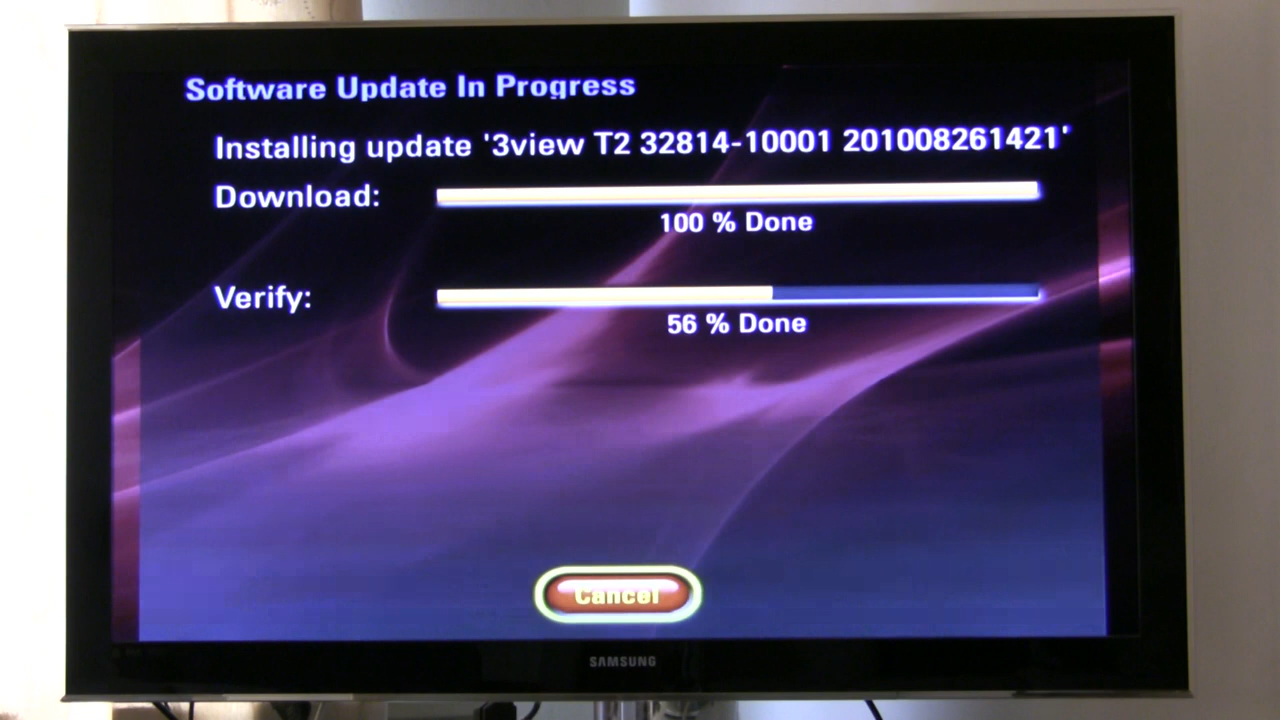 Software Update In Progress
Installing update '3view T2 32814-10001 201008261421'
Download:
100 % Done
Verify:
56 % Done
Cancel
SAMSUNG